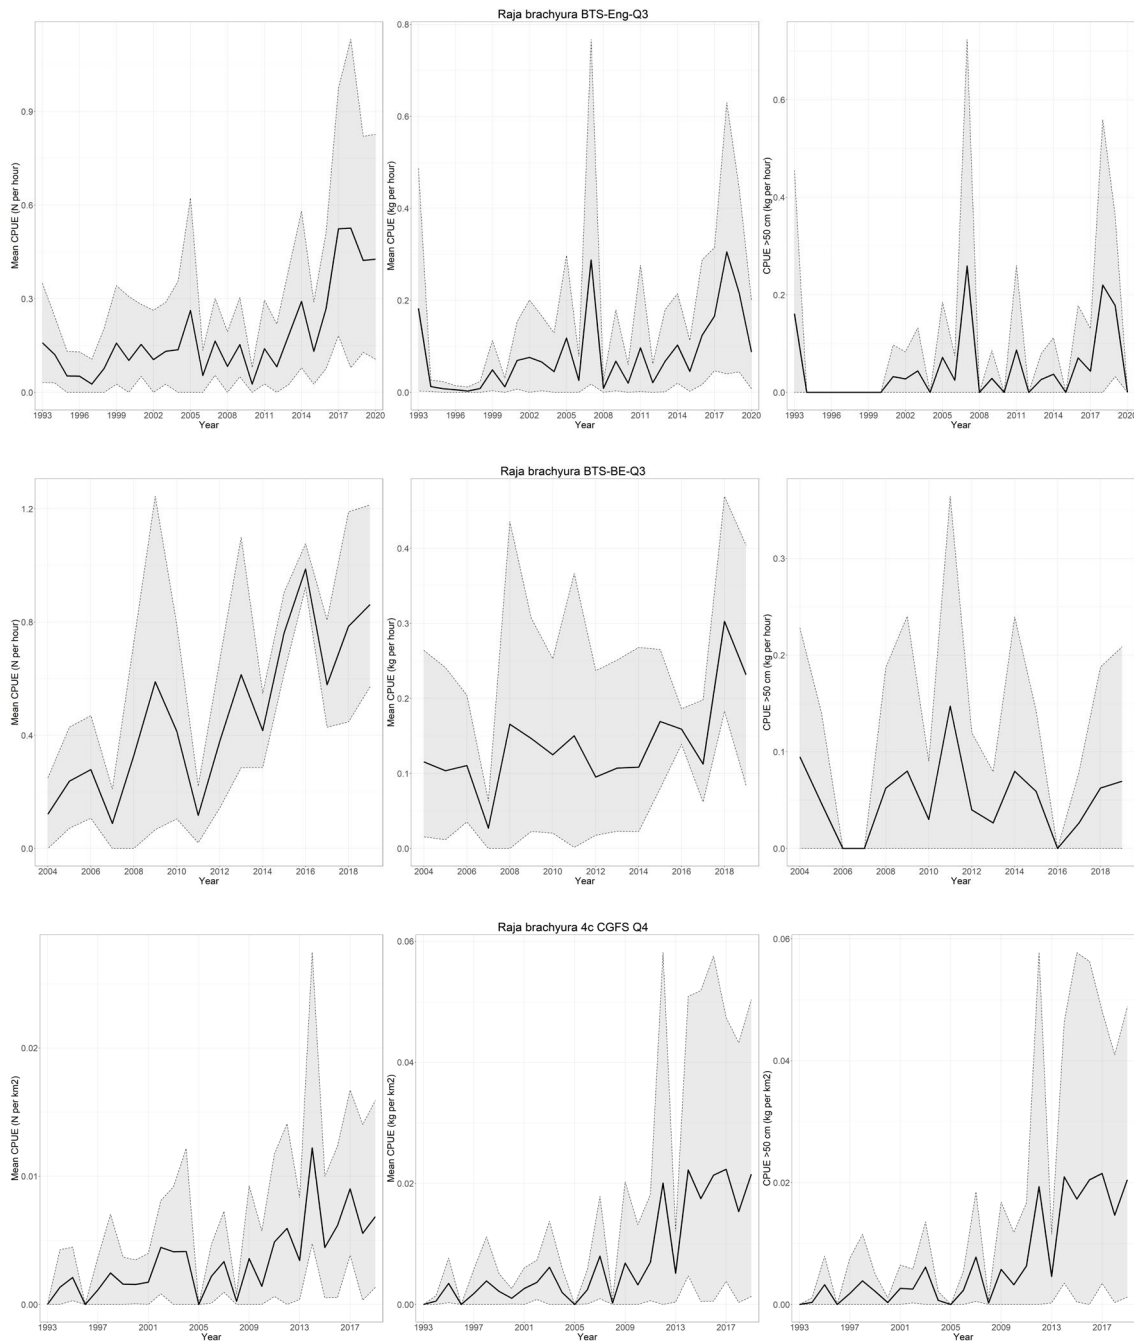 Raja brachyura BTS-Eng-Q3
Mean CPUE (N per hour)
0.9
0.6
0.3
0.0
1993 1996 1999 2002 2005 2008 2011 2014 2017 2020
Year
Mean CPUE (kg per hour)
0.8
0.6
0.4
0.2
0.0
1993 1996 1999 2002 2005 2008 2011 2014 2017 2020
Year
CPUE >50 cm (kg per hour)
0.6
0.4
0.2
0.0
1993 1996 1999 2002 2005 2008 2011 2014 2017 2020
Year
Raja brachyura BTS-BE-Q3
Mean CPUE (N per hour)
1.2
0.8
0.4
0.0
2004 2006 2008 2010 2012 2014 2016 2018
Year
Mean CPUE (kg per hour)
0.4
0.3
0.2
0.1
0.0
2004 2006 2008 2010 2012 2014 2016 2018
Year
CPUE >50 cm (kg per hour)
0.3
0.2
0.1
0.0
2004 2006 2008 2010 2012 2014 2016 2018
Year
Raja brachyura 4c CGFS Q4
Mean CPUE (N per km2)
0.02
0.01
0.00
1993 1997 2001 2005 2009 2013 2017
Year
Mean CPUE (kg per km2)
0.06
0.04
0.02
0.00
1993 1997 2001 2005 2009 2013 2017
Year
CPUE >50 cm (kg per km2)
0.06
0.04
0.02
0.00
1993 1997 2001 2005 2009 2013 2017
Year